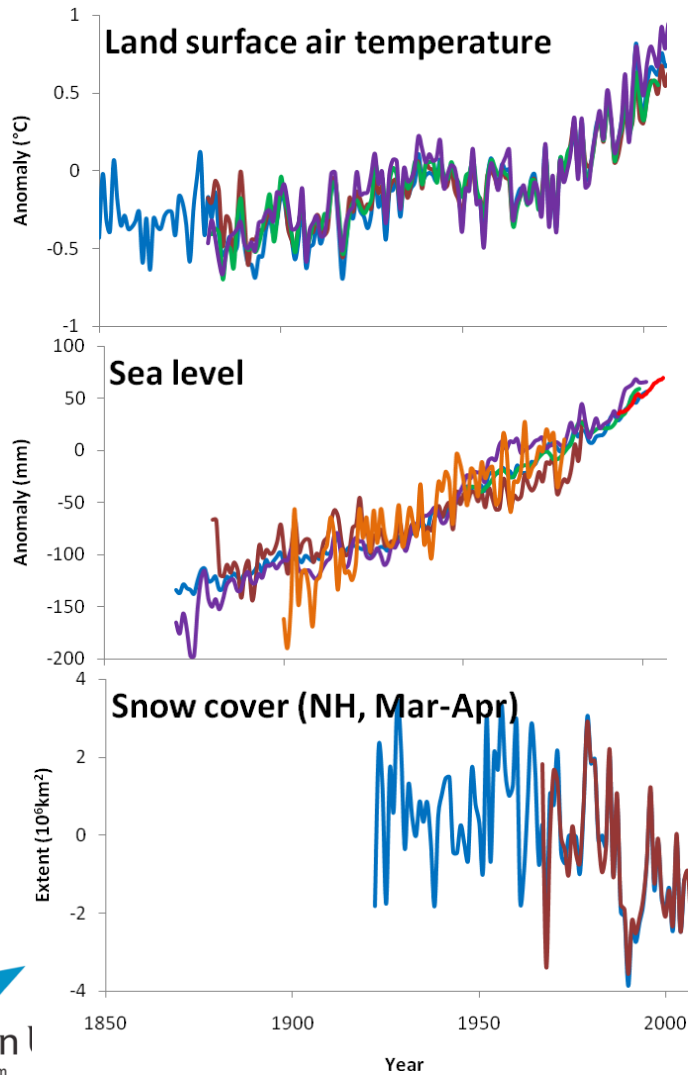 Land surface air temperature
1
0.5
0
-0.5
-1
Anomaly (°C)
Sea level
100
50
0
-50
-100
-150
-200
Anomaly (mm)
Snow cover (NH, Mar-Apr)
4
2
0
-2
-4
Extent (10⁶km²)
1850
1900
1950
2000
Year
n
m